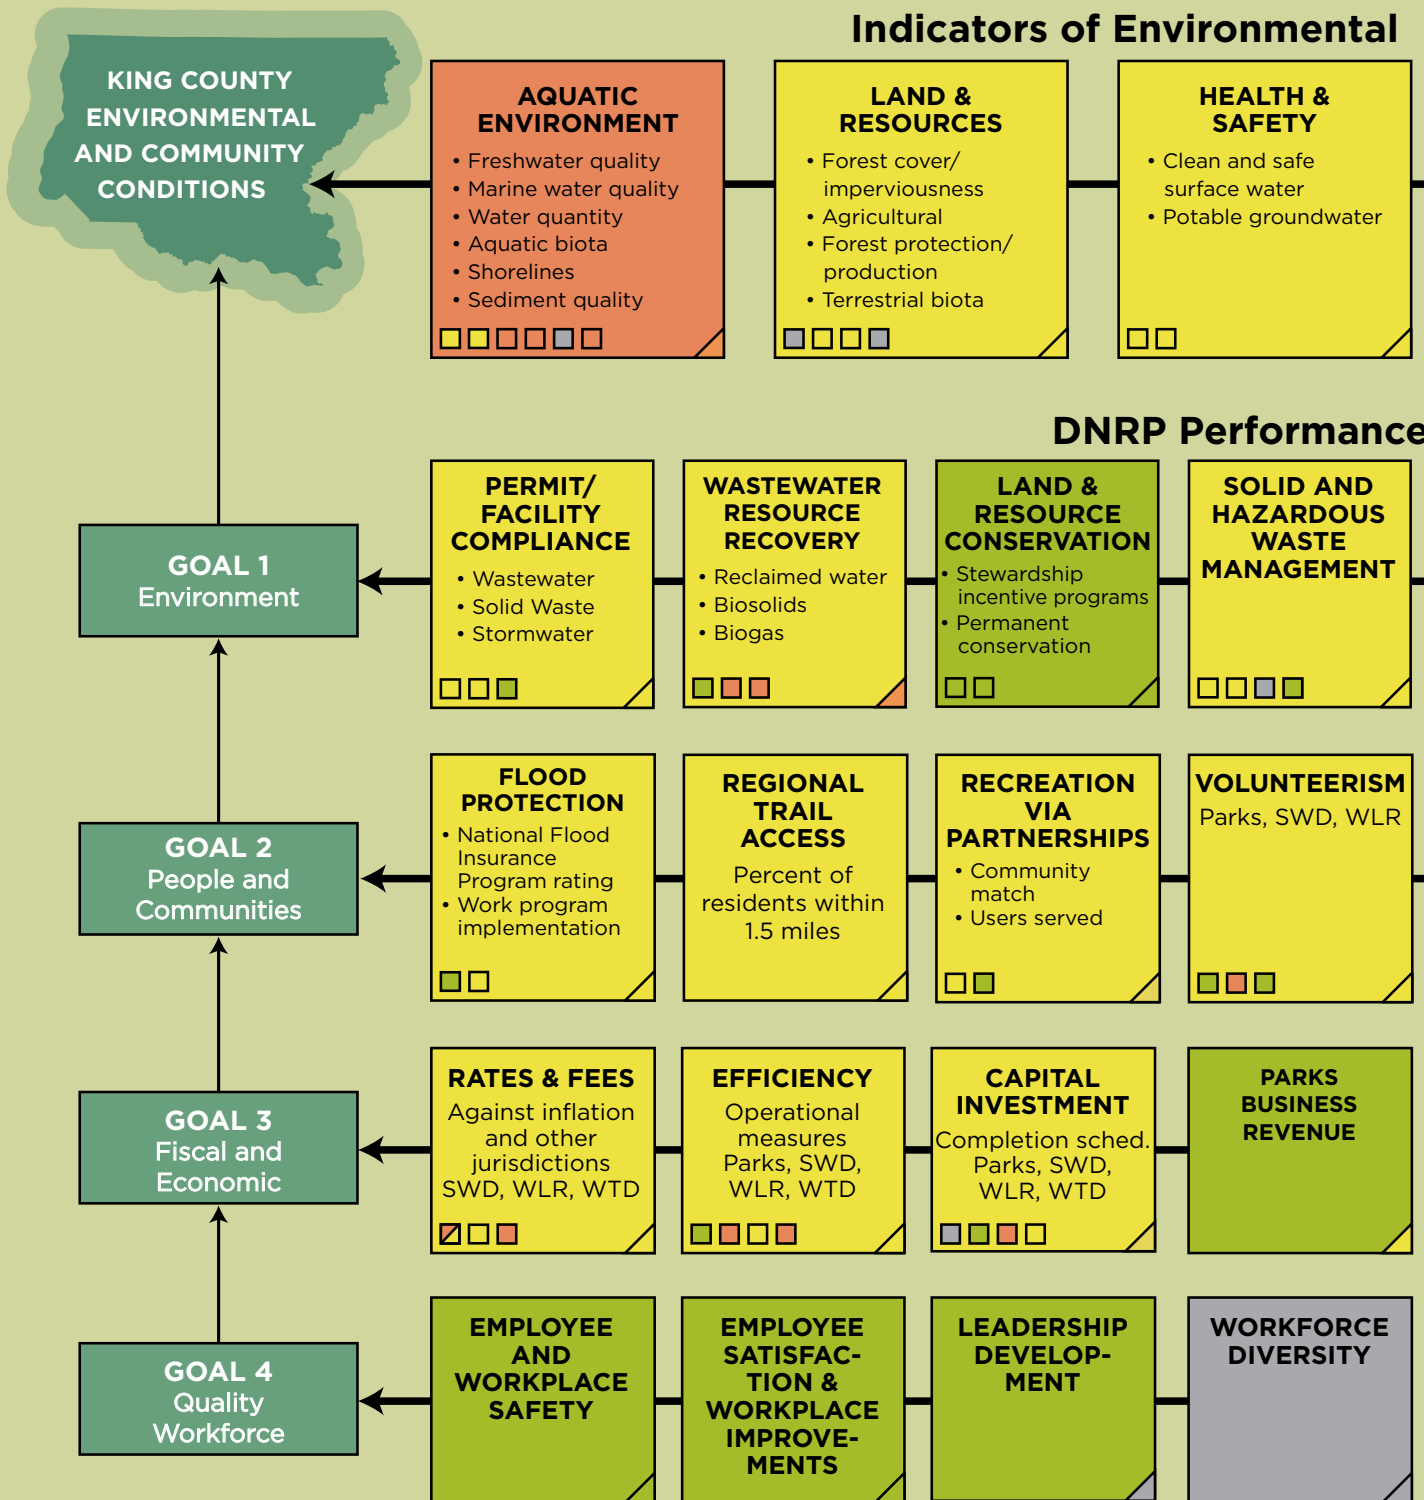 Indicators of Environmental
KING COUNTY
ENVIRONMENTAL
AND COMMUNITY
CONDITIONS
AQUATIC
ENVIRONMENT
• Freshwater quality
• Marine water quality
• Water quantity
• Aquatic biota
• Shorelines
• Sediment quality
LAND &
RESOURCES
• Forest cover/
imperviousness
• Agricultural
• Forest protection/
production
• Terrestrial biota
HEALTH &
SAFETY
• Clean and safe
surface water
• Potable groundwater
DNRP Performance
GOAL 1
Environment
PERMIT/
FACILITY
COMPLIANCE
• Wastewater
• Solid Waste
• Stormwater
WASTEWATER
RESOURCE
RECOVERY
• Reclaimed water
• Biosolids
• Biogas
LAND &
RESOURCE
CONSERVATION
• Stewardship
incentive programs
• Permanent
conservation
SOLID AND
HAZARDOUS
WASTE
MANAGEMENT
GOAL 2
People and
Communities
FLOOD
PROTECTION
• National Flood
Insurance
Program rating
• Work program
implementation
REGIONAL
TRAIL
ACCESS
Percent of
residents within
1.5 miles
RECREATION
VIA
PARTNERSHIPS
• Community
match
• Users served
VOLUNTEERISM
Parks, SWD, WLR
GOAL 3
Fiscal and
Economic
RATES & FEES
Against inflation
and other
jurisdictions
SWD, WLR, WTD
EFFICIENCY
Operational
measures
Parks, SWD,
WLR, WTD
CAPITAL
INVESTMENT
Completion sched.
Parks, SWD,
WLR, WTD
PARKS
BUSINESS
REVENUE
GOAL 4
Quality
Workforce
EMPLOYEE
AND
WORKPLACE
SAFETY
EMPLOYEE
SATISFAC-
TION &
WORKPLACE
IMPROVE-
MENTS
LEADERSHIP
DEVELOP-
MENT
WORKFORCE
DIVERSITY